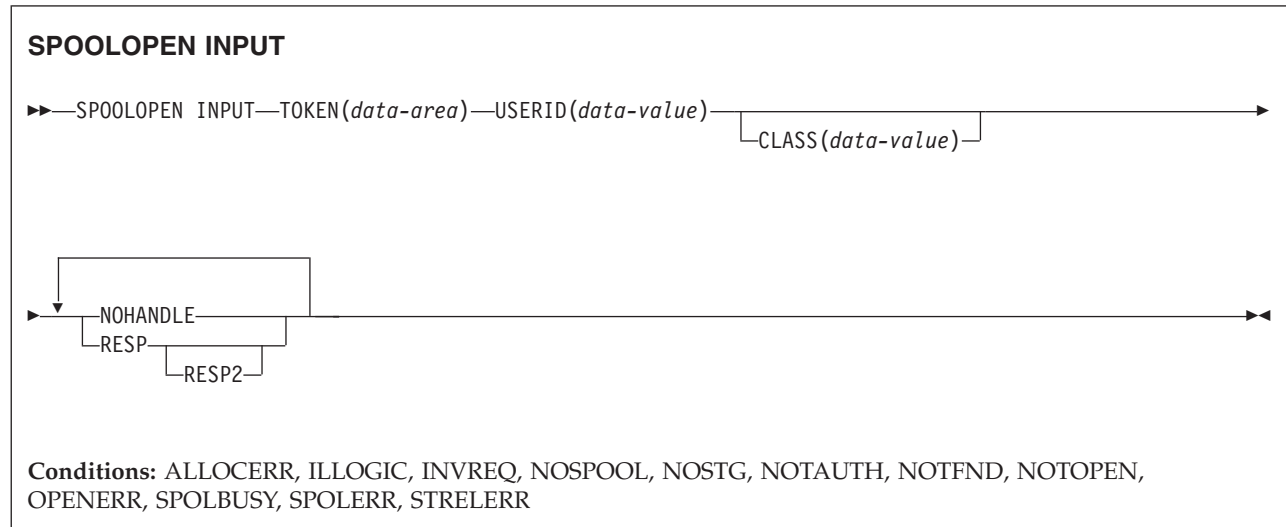 SPOOLOPEN INPUT
SPOOLOPEN INPUT TOKEN(data-area) USERID(data-value)
CLASS(data-value)
NOHANDLE
RESP
RESP2
Conditions: ALLOCERR, ILLOGIC, INVREQ, NOSPOOL, NOSTG, NOTAUTH, NOTFND, NOTOPEN,
OPENERR, SPOLBUSY, SPOLERR, STRELERR